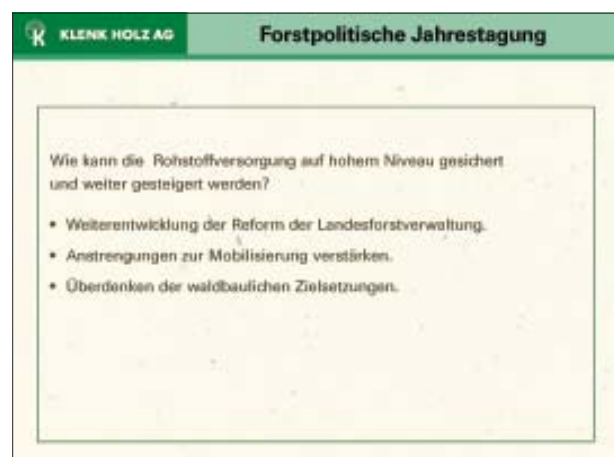 KLENK HOLZ AG
Forstpolitische Jahrestagung
Wie kann die Rohstoffversorgung auf hohem Niveau gesichert
und weiter gesteigert werden?
• Weiterentwicklung der Reform der Landesforstverwaltung.
• Anstrengungen zur Mobilisierung verstärken.
• Überdenken der waldbaulichen Zielsetzungen.